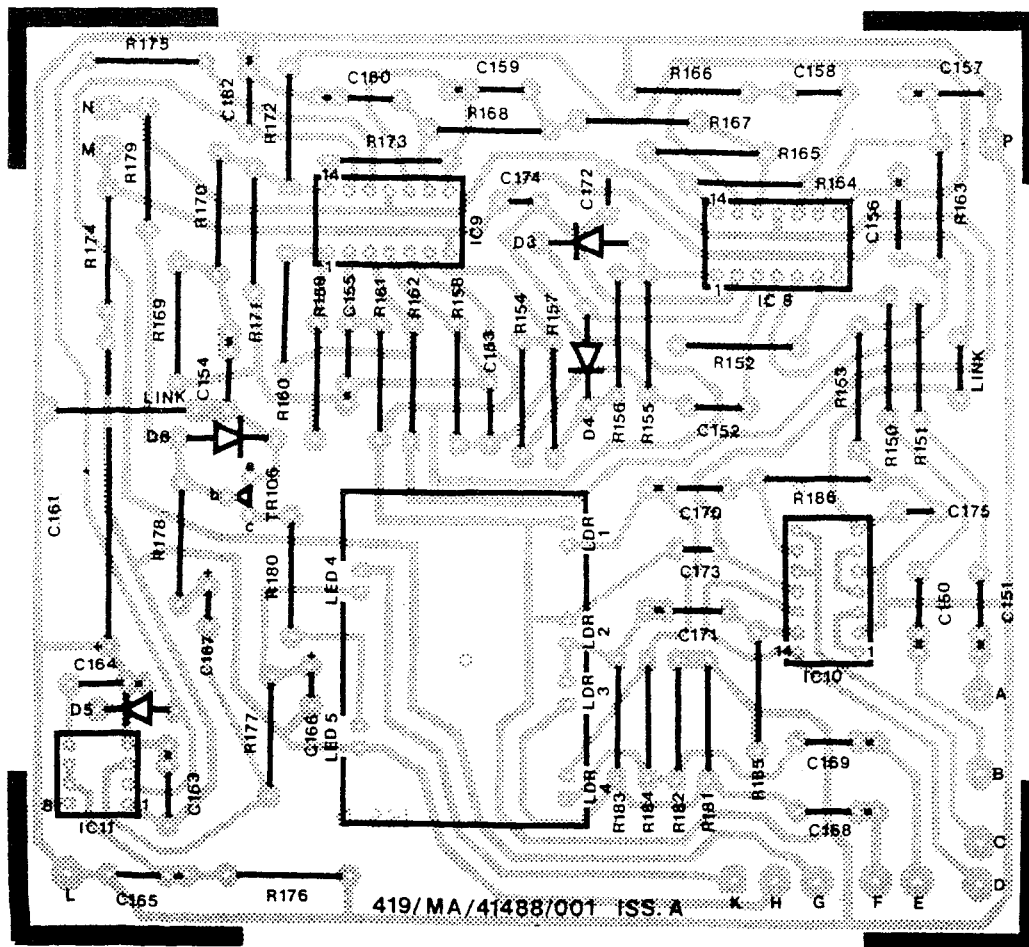 R175
C182
R172
C180
C159
R166
C158
C157
N
M
R179
R168
R167
P
R173
R165
R170
14
C174
C172
14
R164
R163
C156
R174
IC9
D3
1
1
IC 8
R169
R171
C155
R161
R162
R158
R154
R157
C154
R160
R152
R153
LINK
LINK
D4
R156
R155
C152
R150
R151
D6
TR106
b
c
R186
C161
R178
C170
C175
LDR
1
R180
LED 4
C173
C150
C151
+
LDR
2
C167
C171
14
1
+
C164
+
IC10
LDR
3
A
D5
R177
C166
LED 5
R185
C169
B
8
1
C163
LDR
4
R183
R184
R182
R181
IC11
C168
C
L
C165
R176
K
H
G
F
E
D
419/MA/41488/001 ISS. A